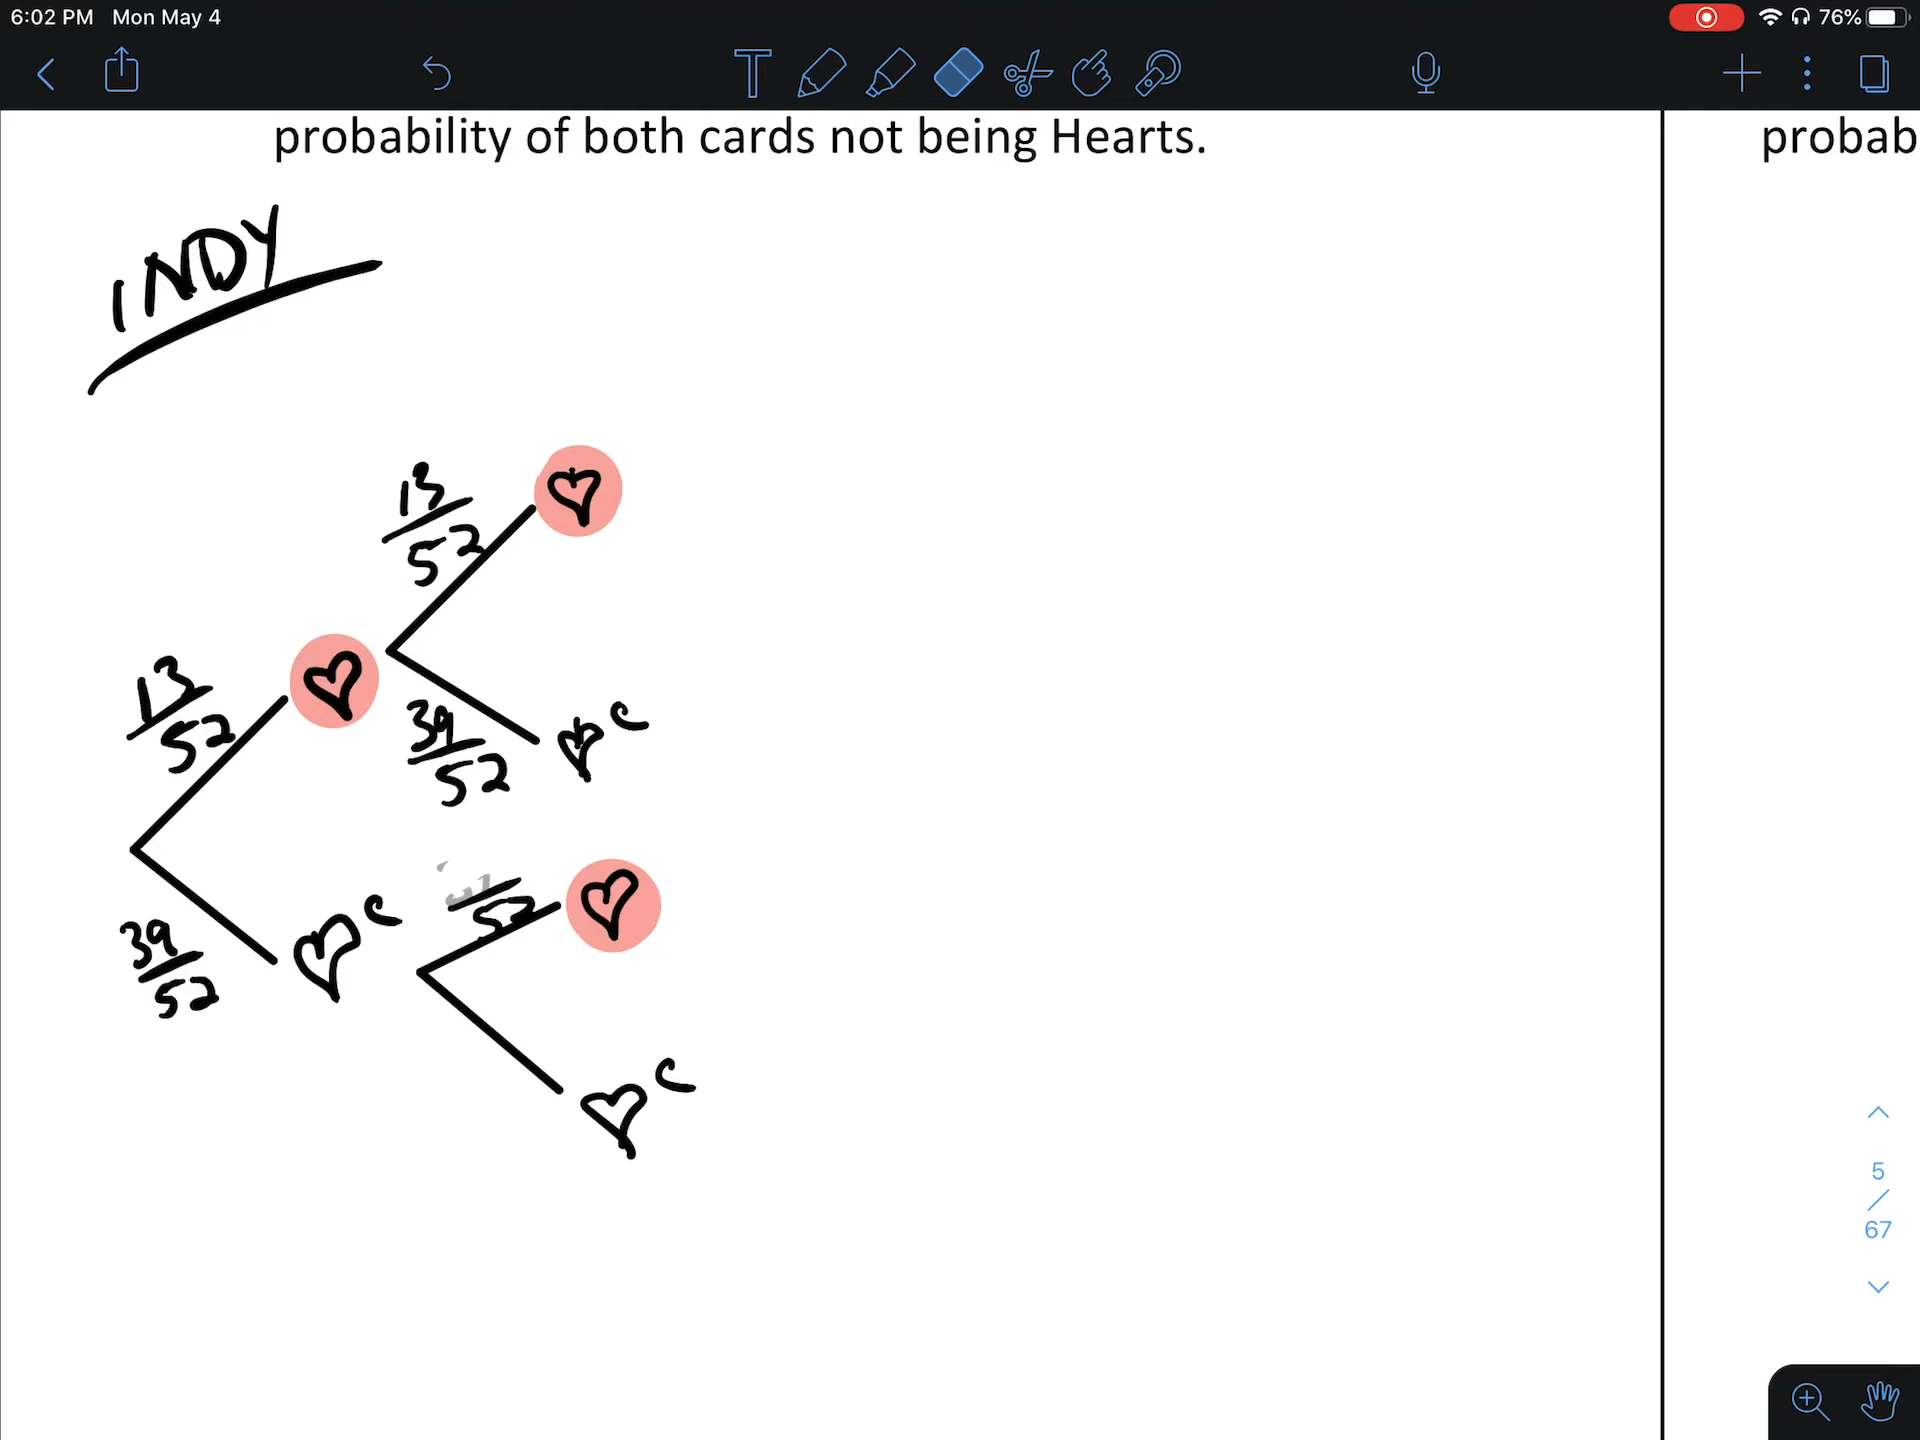 6:02 PM Mon May 4
76%
probability of both cards not being Hearts.
probab
INDY
13
52
13
52
39
52
c
52
39
52
c
c
5
/
67